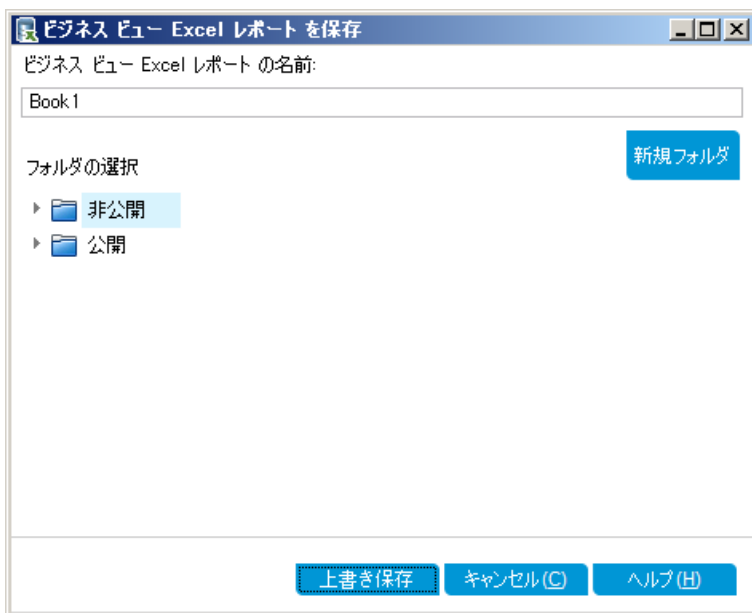 ビジネス ビュー Excel レポート を保存
ビジネス ビュー Excel レポート の名前:
Book1
新規フォルダ
フォルダの選択
非公開
公開
上書き保存 キャンセル(C) ヘルプ(H)